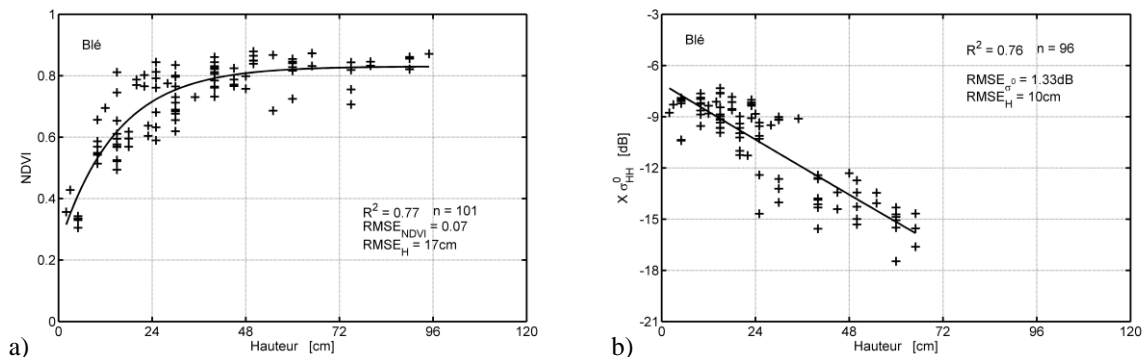 1
0.8
0.6
0.4
0.2
0
NDVI
Blé
R² = 0.77 n = 101
RMSE_NDVI = 0.07
RMSE_H = 17cm
0 24 48 72 96 120
Hauteur [cm]
a)
-3
-6
-9
-12
-15
-18
-21
X σ⁰_HH [dB]
Blé
R² = 0.76 n = 96
RMSE_σ⁰ = 1.33dB
RMSE_H = 10cm
0 24 48 72 96 120
Hauteur [cm]
b)